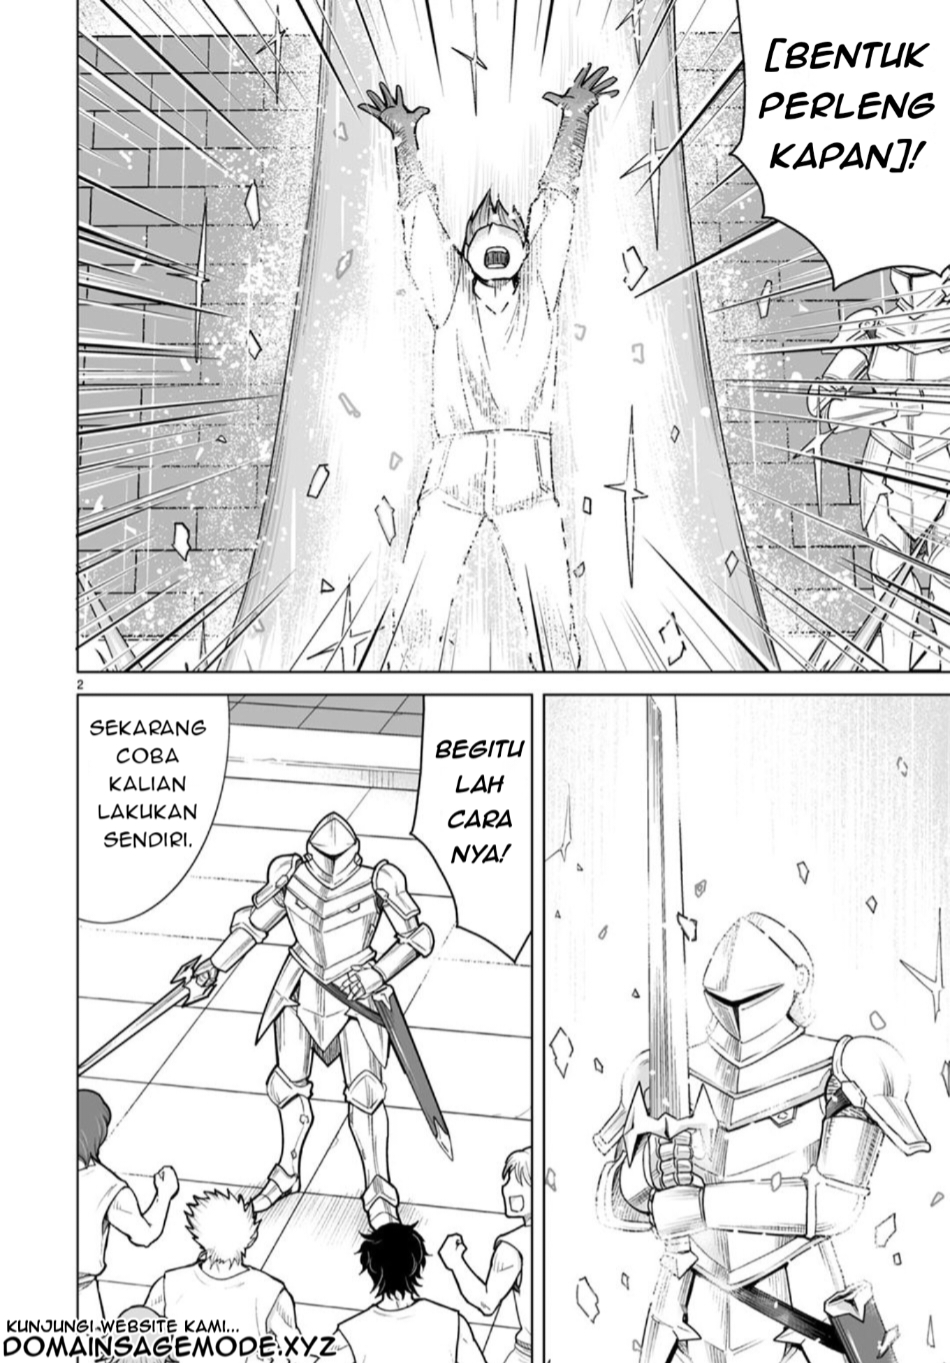 [BENTUK
PERLENG
KAPAN]!
2
BEGITU
LAH
CARA
NYA!
SEKARANG
COBA
KALIAN
LAKUKAN
SENDIRI.
KUNJUNGI WEBSITE KAMI...
DOMAINSAGEMODE.XYZ